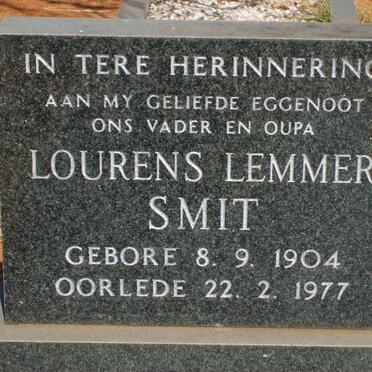 IN TERE HERINNERING
AAN MY GELIEFDE EGGENOÖT
ONS VADER EN OUPA
LOURENS LEMMER
SMIT
GEBORE 8. 9. 1904
OORLEDE 22. 2. 1977